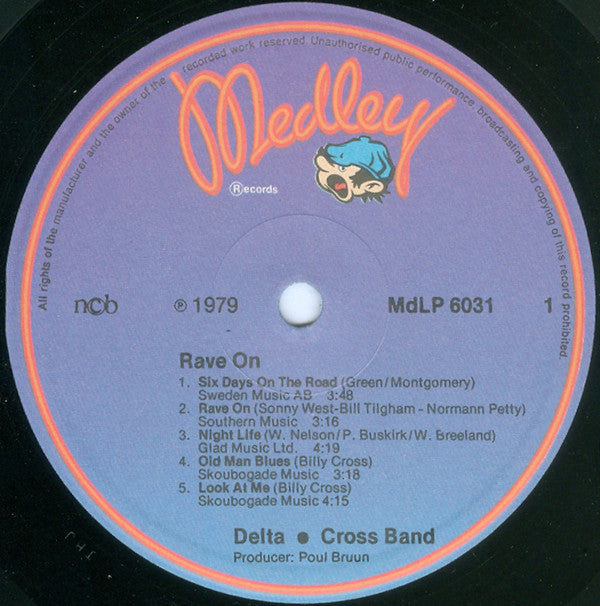 All rights of the manufacturer and the owner of the recorded work reserved. Unauthorised public performance, broadcasting and copying of this record prohibited.
Medley
Records
ncb
℗ 1979
MdLP 6031
1
Rave On
1. Six Days On The Road (Green/Montgomery)
Sweden Music AB 3:48
2. Rave On (Sonny West-Bill Tilgham - Normann Petty)
Southern Music 3:16
3. Night Life (W. Nelson/P. Buskirk/W. Breeland)
Glad Music Ltd. 4:19
4. Old Man Blues (Billy Cross)
Skoubogade Music 3:18
5. Look At Me (Billy Cross)
Skoubogade Music 4:15
Delta ● Cross Band
Producer: Poul Bruun